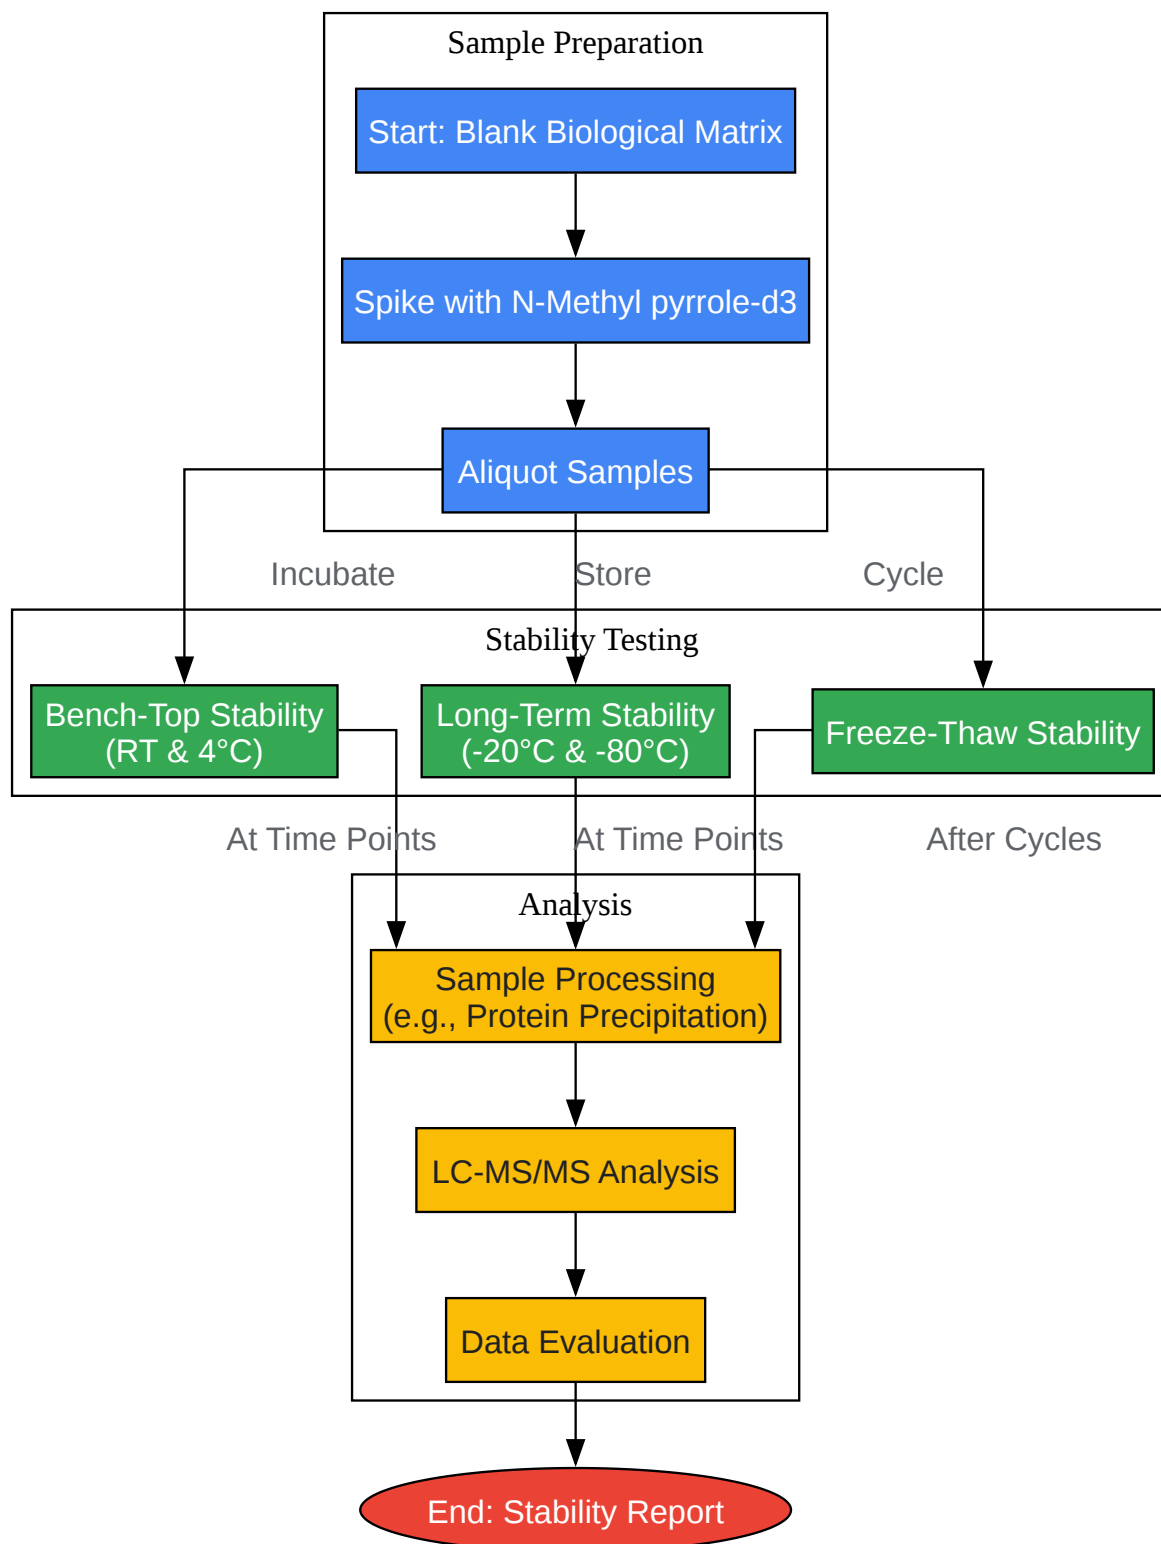 Sample Preparation
Start: Blank Biological Matrix
Spike with N-Methyl pyrrole-d3
Aliquot Samples
Incubate
Store
Cycle
Stability Testing
Bench-Top Stability
(RT & 4°C)
Long-Term Stability
(-20°C & -80°C)
Freeze-Thaw Stability
At Time Points
At Time Points
After Cycles
Analysis
Sample Processing
(e.g., Protein Precipitation)
LC-MS/MS Analysis
Data Evaluation
End: Stability Report